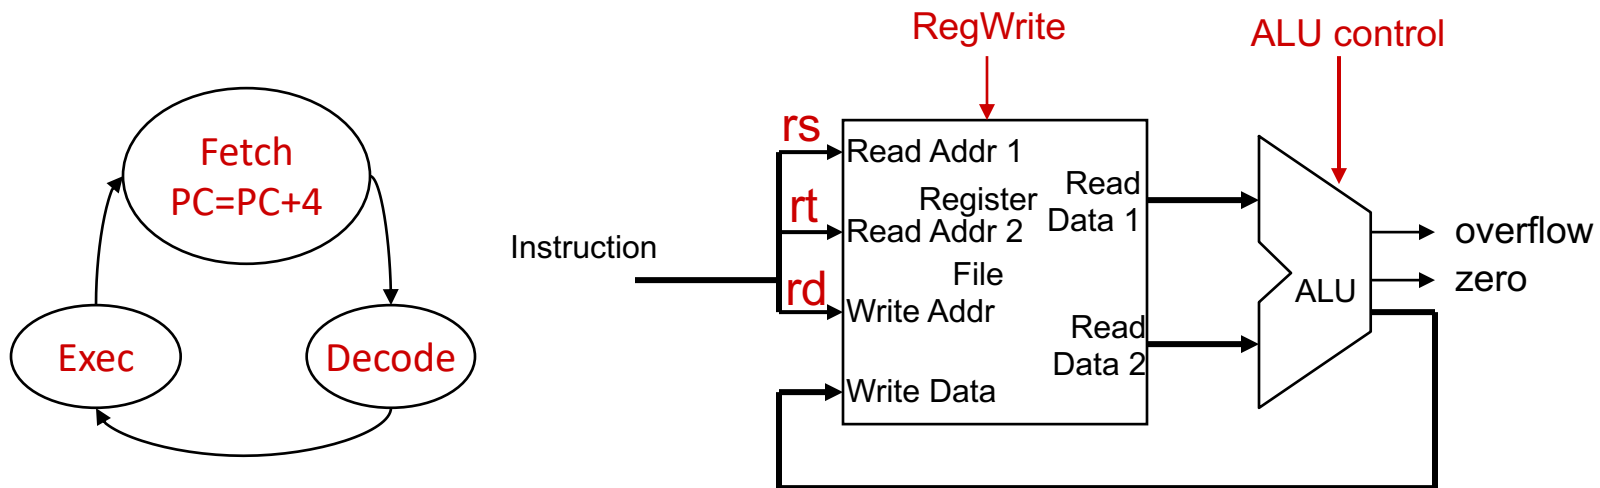 Fetch
PC=PC+4
Exec
Decode
RegWrite
ALU control
Instruction
rs
rt
rd
Read Addr 1
Register
Read Addr 2
File
Write Addr
Write Data
Read
Data 1
Read
Data 2
ALU
overflow
zero